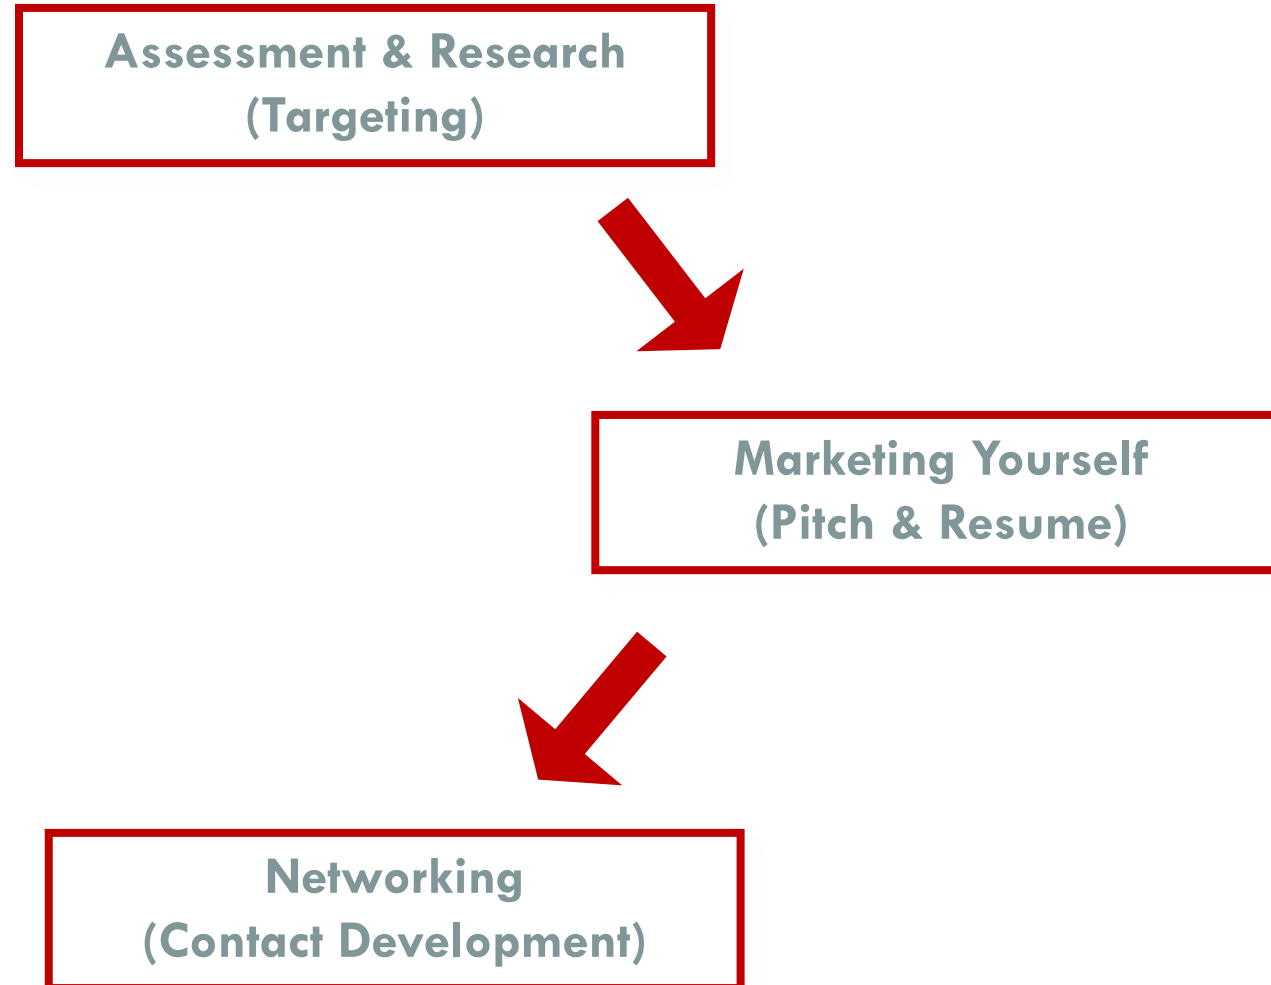 Assessment & Research
(Targeting)
Marketing Yourself
(Pitch & Resume)
Networking
(Contact Development)